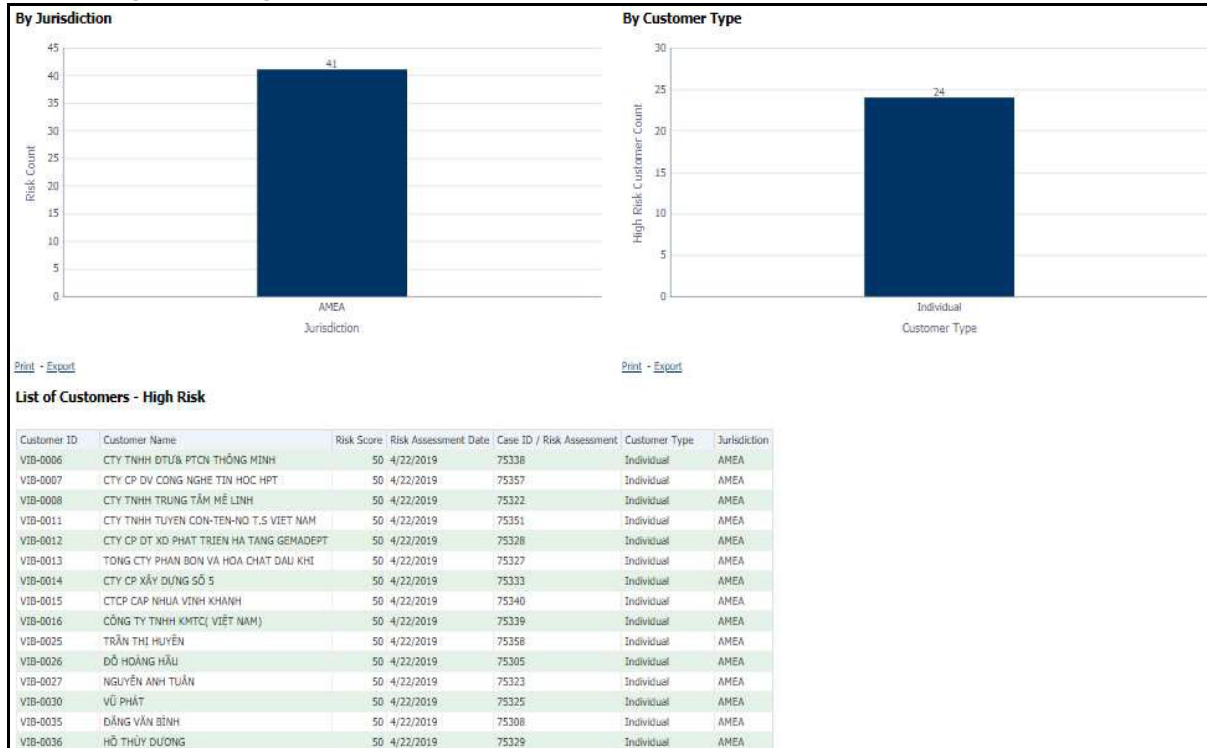 By Jurisdiction
45
40
35
30
25
20
15
10
5
0
Risk Count
41
AMEA
Jurisdiction
Print - Export
By Customer Type
30
25
20
15
10
5
0
High Risk Customer Count
24
Individual
Customer Type
Print - Export
List of Customers - High Risk
Customer ID Customer Name Risk Score Risk Assessment Date Case ID / Risk Assessment Customer Type Jurisdiction
VIB-0006 CTY TNHH ĐTƯ& PTCN THÔNG MINH 50 4/22/2019 75338 Individual AMEA
VIB-0007 CTY CP DV CONG NGHE TIN HOC HPT 50 4/22/2019 75357 Individual AMEA
VIB-0008 CTY TNHH TRUNG TÂM MÊ LINH 50 4/22/2019 75322 Individual AMEA
VIB-0011 CTY TNHH TUYEN CON-TEN-NO T.S VIET NAM 50 4/22/2019 75351 Individual AMEA
VIB-0012 CTY CP DT XD PHAT TRIEN HA TANG GEMADEPT 50 4/22/2019 75328 Individual AMEA
VIB-0013 TONG CTY PHAN BON VA HOA CHAT DAU KHI 50 4/22/2019 75327 Individual AMEA
VIB-0014 CTY CP XÂY DỰNG SỐ 5 50 4/22/2019 75333 Individual AMEA
VIB-0015 CTCP CAP NHUA VINH KHANH 50 4/22/2019 75340 Individual AMEA
VIB-0016 CÔNG TY TNHH KMTC( VIỆT NAM) 50 4/22/2019 75339 Individual AMEA
VIB-0025 TRẦN THỊ HUYỀN 50 4/22/2019 75358 Individual AMEA
VIB-0026 ĐỖ HOÀNG HẬU 50 4/22/2019 75305 Individual AMEA
VIB-0027 NGUYỄN ANH TUẤN 50 4/22/2019 75323 Individual AMEA
VIB-0030 VŨ PHÁT 50 4/22/2019 75325 Individual AMEA
VIB-0035 ĐẶNG VĂN BÌNH 50 4/22/2019 75308 Individual AMEA
VIB-0036 HỒ THÙY DƯƠNG 50 4/22/2019 75329 Individual AMEA